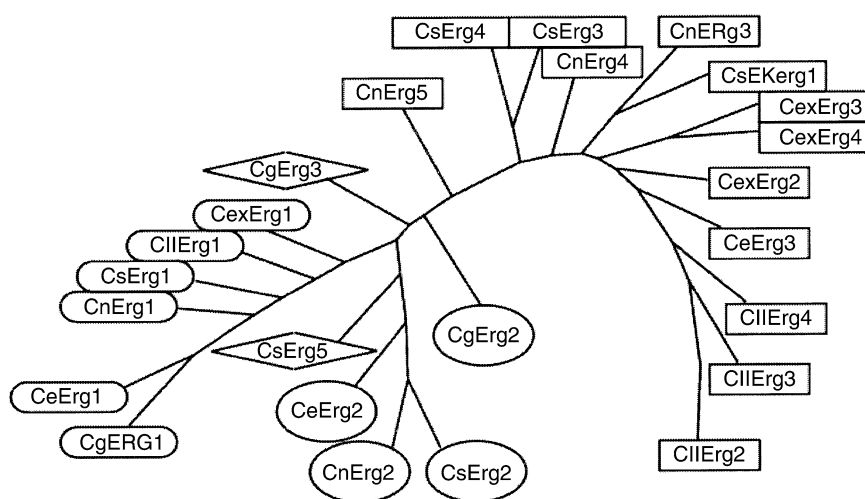 CsErg4
CsErg3
CnERg3
CnErg4
CsEKerg1
CnErg5
CexErg3
CexErg4
CgErg3
CexErg2
CexErg1
CeErg3
CIIErg1
CsErg1
CnErg1
CIIErg4
CgErg2
CsErg5
CIIErg3
CeErg1
CeErg2
CgERG1
CIIErg2
CnErg2
CsErg2